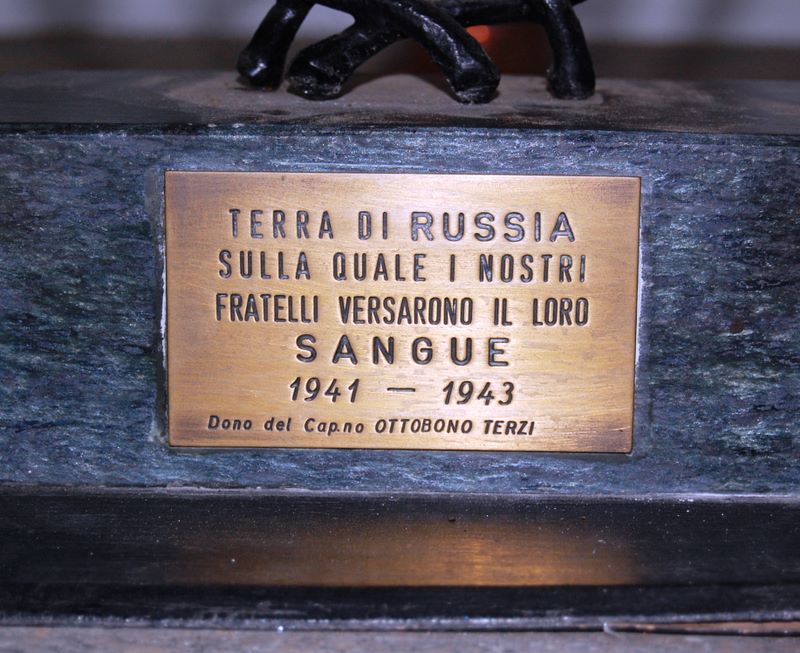 TERRA DI RUSSIA
SULLA QUALE I NOSTRI
FRATELLI VERSARONO IL LORO
SANGUE
1941 — 1943
Dono del Cap.no OTTOBONO TERZI